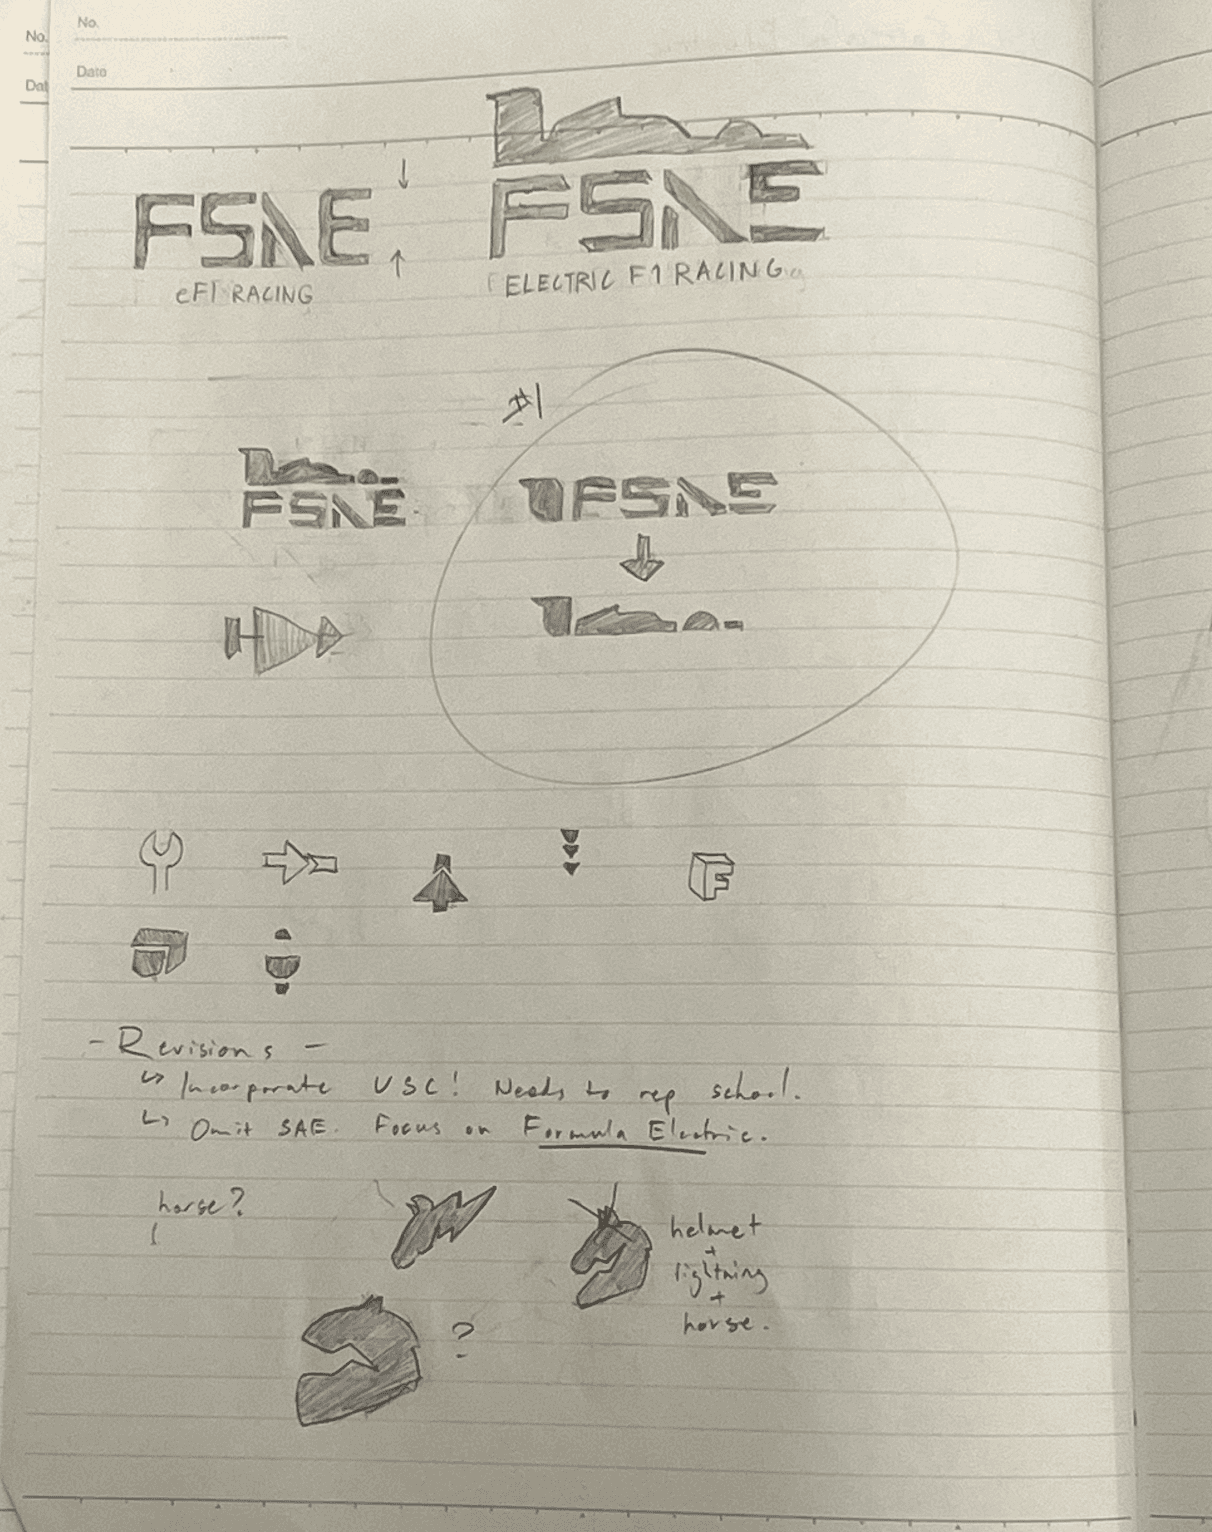 No.
No.
Date
Dat
FSAE
eF1 RACING
FSAE
ELECTRIC F1 RACING
#1
FSAE
FSAE
F
- Revisions -
↳ Incorporate USC! Needs to rep school.
↳ Omit SAE. Focus on Formula Electric.
horse?
helmet
+
lightning
+
horse.
?